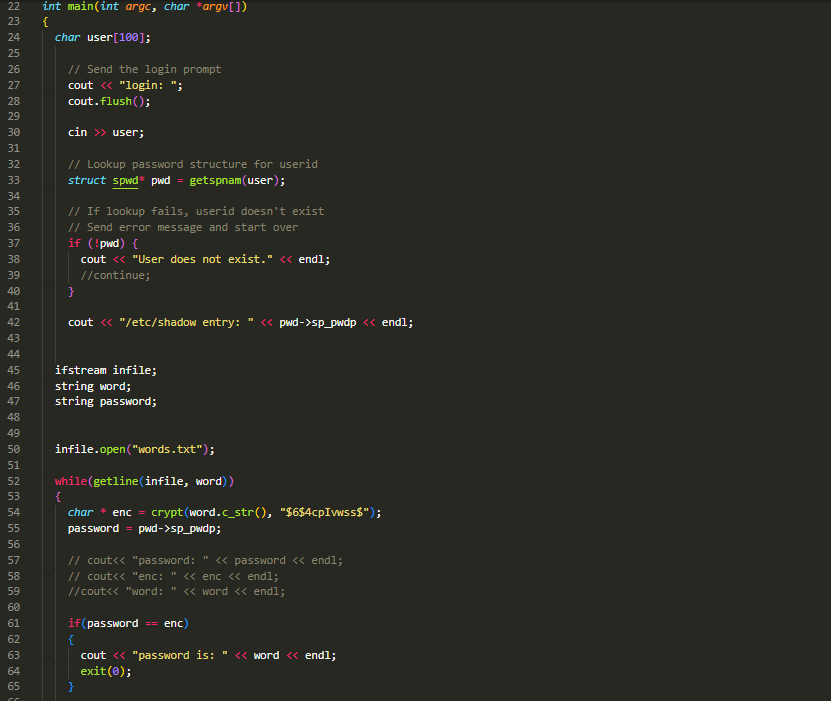 22 int main(int argc, char *argv[])
23 {
24 char user[100];
25
26 // Send the login prompt
27 cout << "login: ";
28 cout.flush();
29
30 cin >> user;
31
32 // Lookup password structure for userid
33 struct spwd* pwd = getspnam(user);
34
35 // If lookup fails, userid doesn't exist
36 // Send error message and start over
37 if (!pwd) {
38 cout << "User does not exist." << endl;
39 //continue;
40 }
41
42 cout << "/etc/shadow entry: " << pwd->sp_pwdp << endl;
43
44
45 ifstream infile;
46 string word;
47 string password;
48
49
50 infile.open("words.txt");
51
52 while(getline(infile, word))
53 {
54 char * enc = crypt(word.c_str(), "$6$4cpIvwss$");
55 password = pwd->sp_pwdp;
56
57 // cout<< "password: " << password << endl;
58 // cout<< "enc: " << enc << endl;
59 //cout<< "word: " << word << endl;
60
61 if(password == enc)
62 {
63 cout << "password is: " << word << endl;
64 exit(0);
65 }